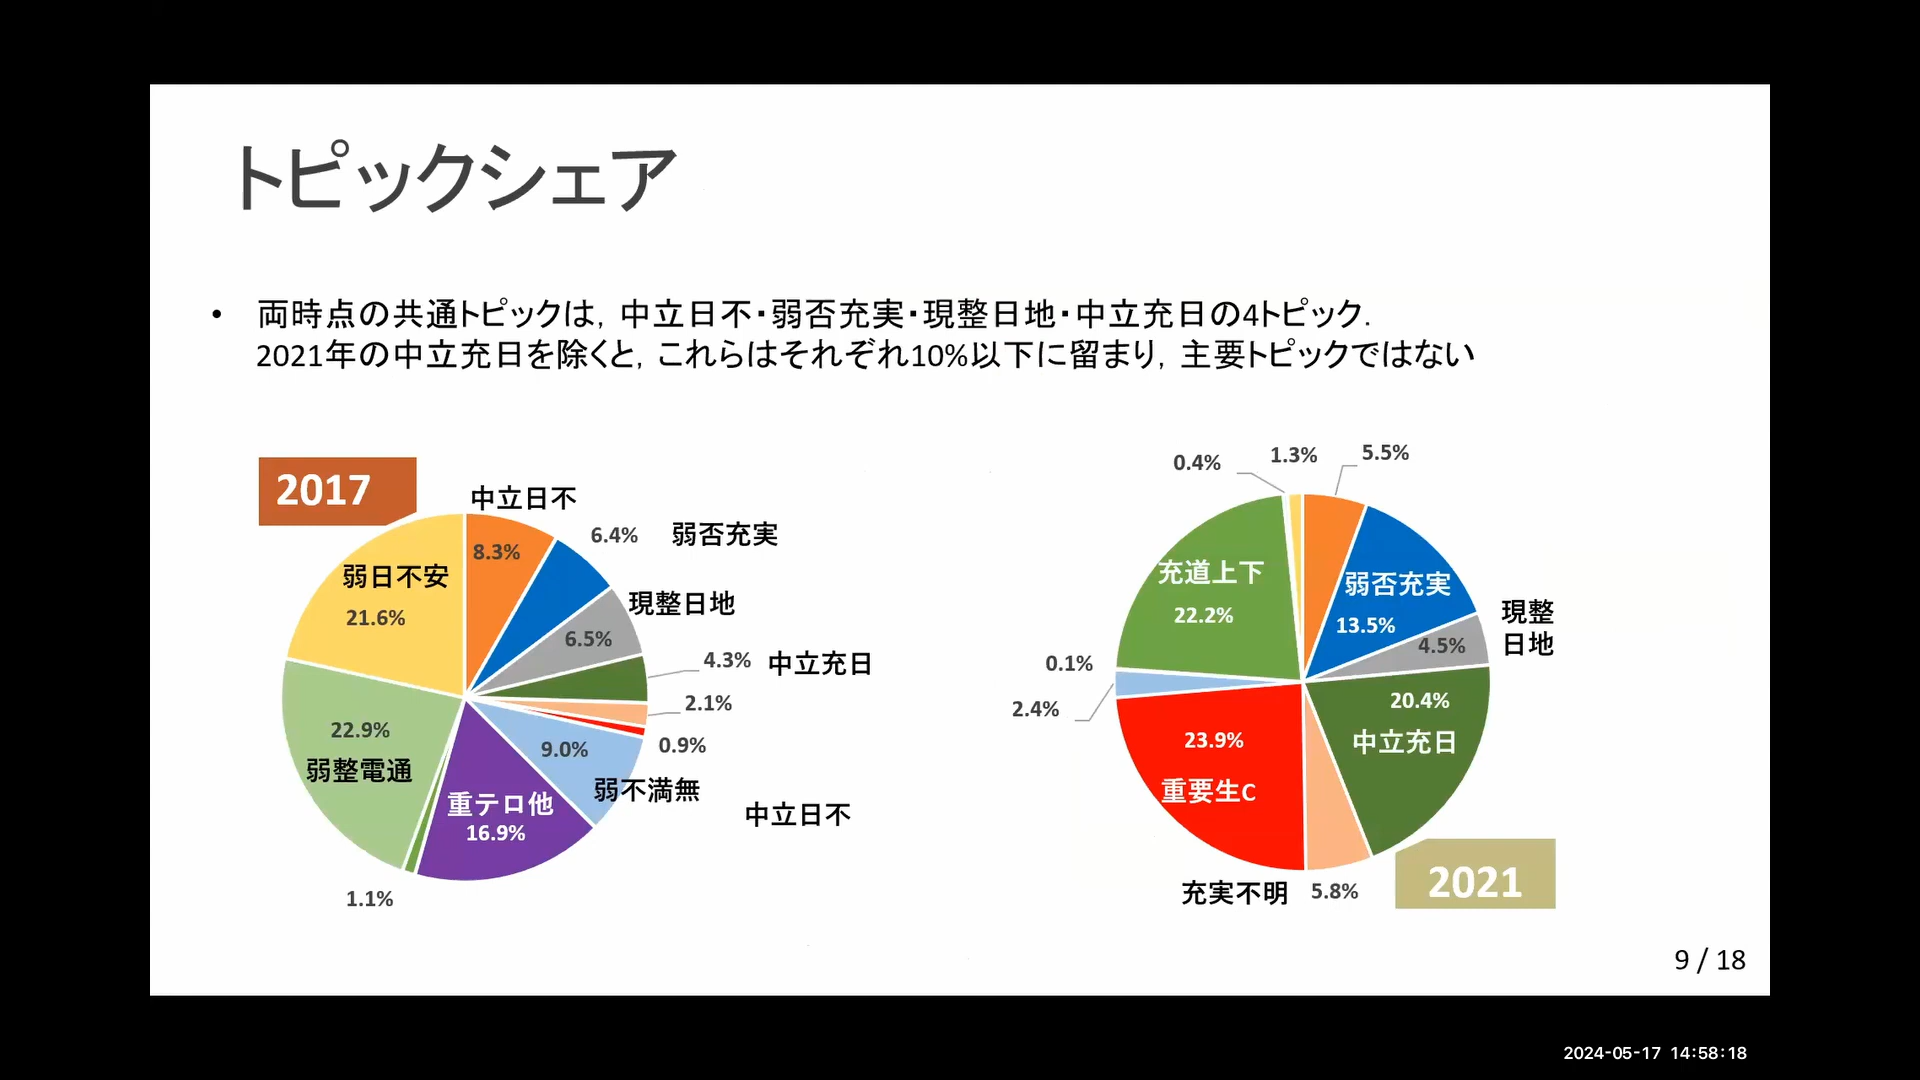 トピックシェア
• 両時点の共通トピックは，中立日不・弱否充実・現整日地・中立充日の4トピック．
2021年の中立充日を除くと，これらはそれぞれ10%以下に留まり，主要トピックではない
2017
中立日不
8.3%
6.4%
弱否充実
現整日地
6.5%
4.3%
中立充日
2.1%
0.9%
9.0%
弱不満無
中立日不
重テロ他
16.9%
1.1%
22.9%
弱整電通
弱日不安
21.6%
0.4%
1.3%
5.5%
弱否充実
13.5%
現整
日地
4.5%
20.4%
中立充日
充実不明
5.8%
23.9%
重要生C
2.4%
0.1%
充道上下
22.2%
2021
9 / 18
2024-05-17 14:58:18